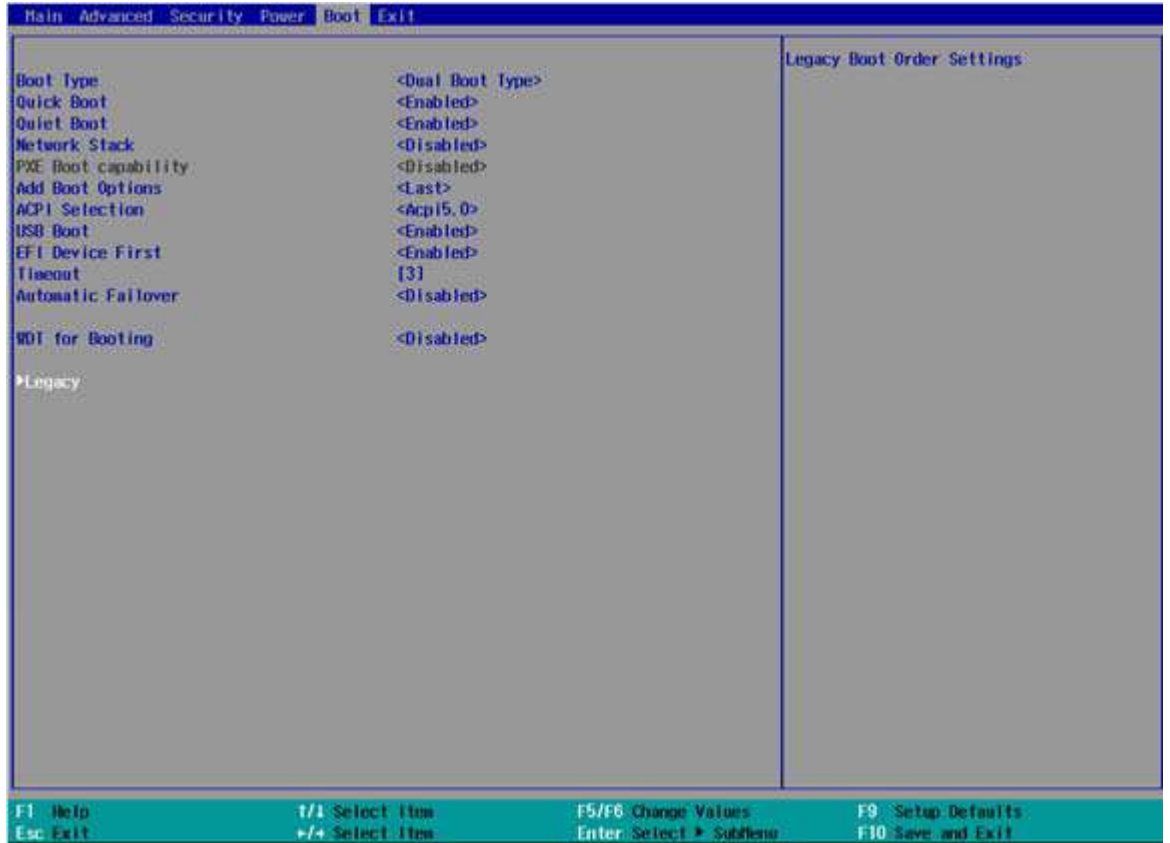 Main Advanced Security Power Boot Exit
Legacy Boot Order Settings
Boot Type <Dual Boot Type>
Quick Boot <Enabled>
Quiet Boot <Enabled>
Network Stack <Disabled>
PXE Boot capability <Disabled>
Add Boot Options <Last>
ACPI Selection <Acpi5.0>
USB Boot <Enabled>
EFI Device First <Enabled>
Timeout [3]
Automatic Failover <Disabled>
WDT for Booting <Disabled>
►Legacy
F1 Help ↑/↓ Select Item F5/F6 Change Values F9 Setup Defaults
Esc Exit Select Item Enter Select ► SubMenu F10 Save and Exit